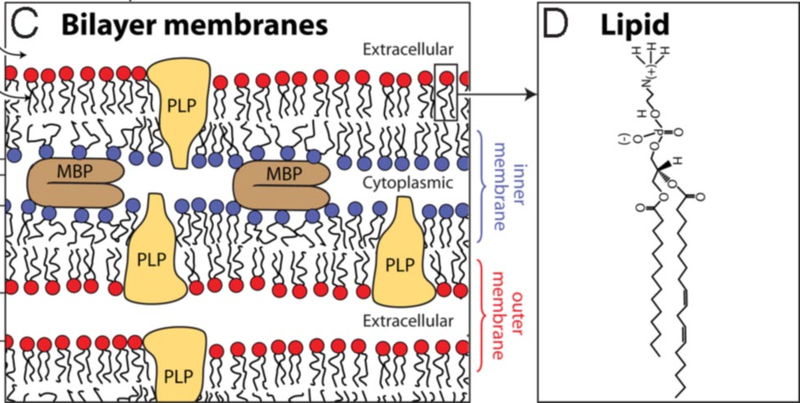 C Bilayer membranes
Extracellular
PLP
MBP
MBP
Cytoplasmic
PLP
PLP
Extracellular
PLP
inner
membrane
outer
membrane
D Lipid
H H H
(+)
N
O
P
O
(-)
O
O
H
O
O
O
O